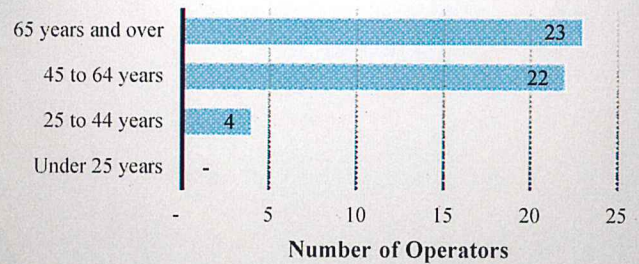 65 years and over 23
45 to 64 years 22
25 to 44 years 4
Under 25 years -
- 5 10 15 20 25
Number of Operators